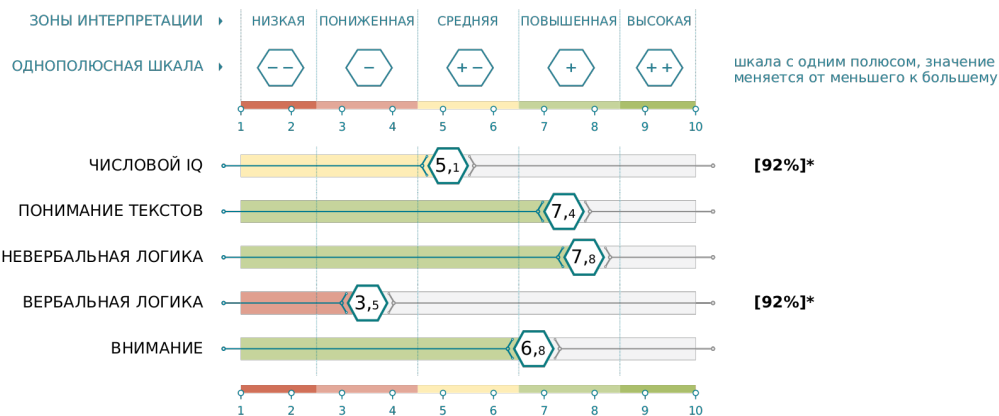 ЗОНЫ ИНТЕРПРЕТАЦИИ НИЗКАЯ ПОНИЖЕННАЯ СРЕДНЯЯ ПОВЫШЕННАЯ ВЫСОКАЯ
ОДНОПОЛЮСНАЯ ШКАЛА – – – + – + + + шкала с одним полюсом, значение
меняется от меньшего к большему
1 2 3 4 5 6 7 8 9 10
ЧИСЛОВОЙ IQ 5,1 [92%]*
ПОНИМАНИЕ ТЕКСТОВ 7,4
НЕВЕРБАЛЬНАЯ ЛОГИКА 7,8
ВЕРБАЛЬНАЯ ЛОГИКА 3,5 [92%]*
ВНИМАНИЕ 6,8
1 2 3 4 5 6 7 8 9 10